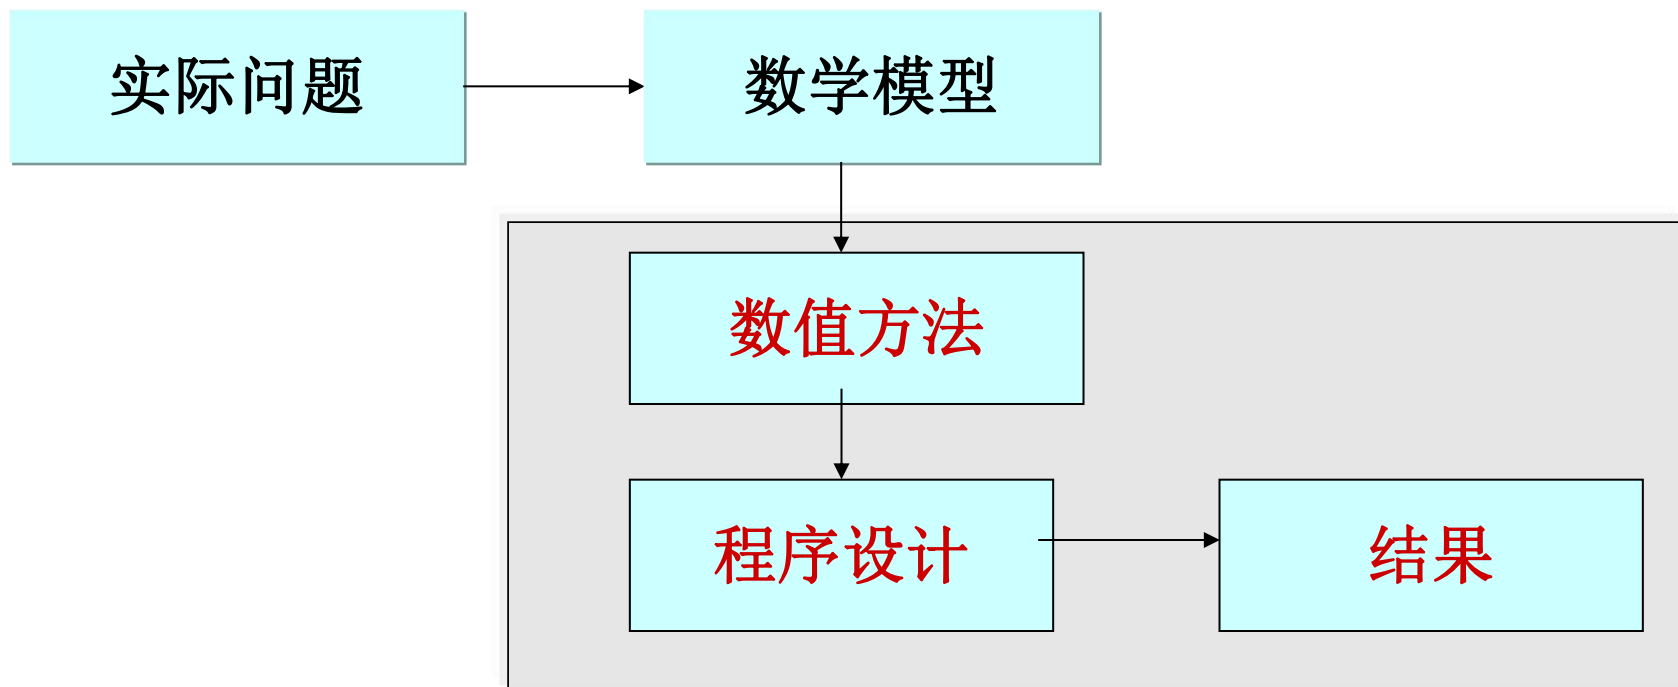 实际问题
数学模型
数值方法
程序设计
结果